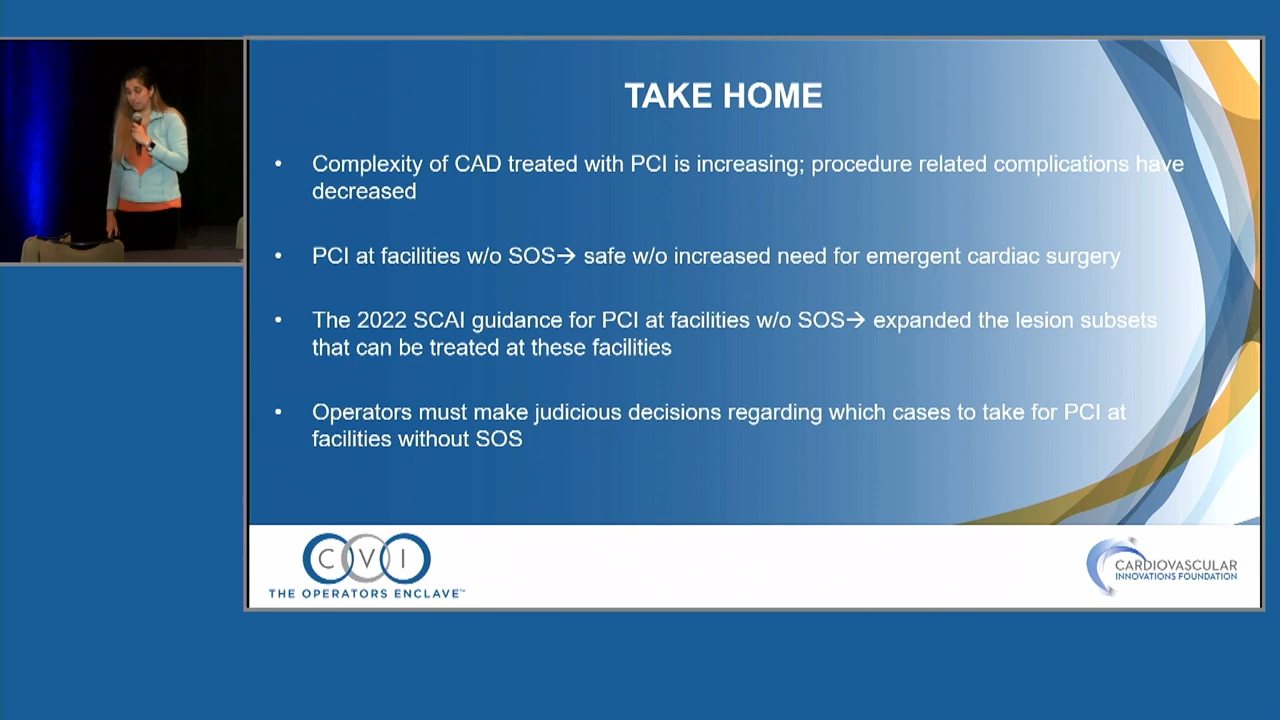 TAKE HOME
• Complexity of CAD treated with PCI is increasing; procedure related complications have
decreased
• PCI at facilities w/o SOS→ safe w/o increased need for emergent cardiac surgery
• The 2022 SCAI guidance for PCI at facilities w/o SOS→ expanded the lesion subsets
that can be treated at these facilities
• Operators must make judicious decisions regarding which cases to take for PCI at
facilities without SOS
CVI
THE OPERATORS ENCLAVE™
CARDIOVASCULAR
INNOVATIONS FOUNDATION